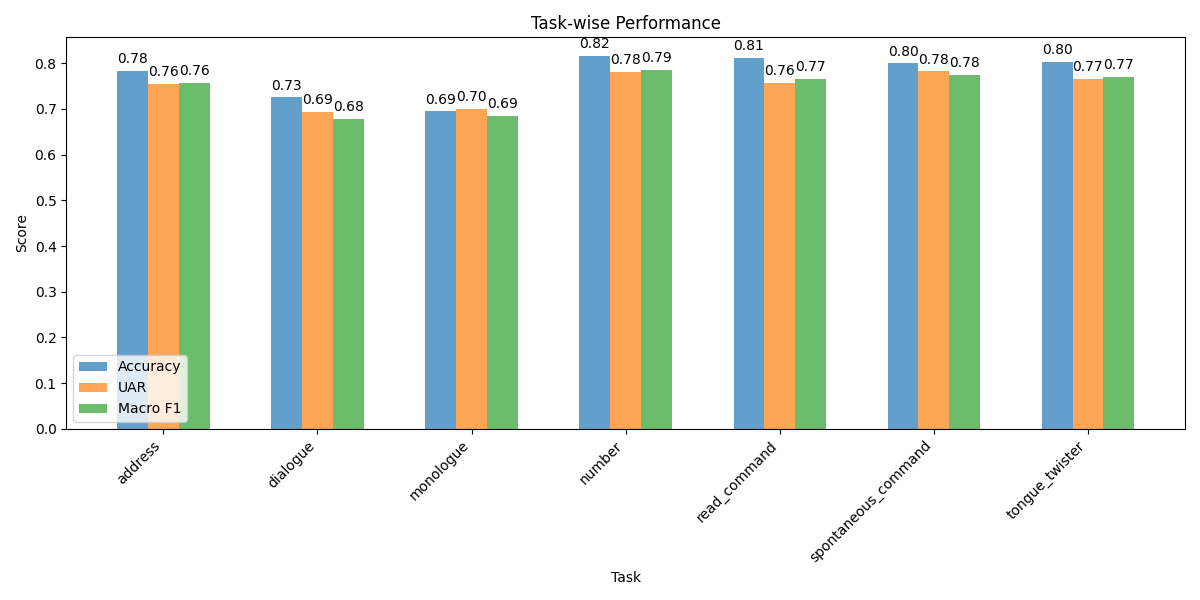 Task-wise Performance
Score
0.8
0.7
0.6
0.5
0.4
0.3
0.2
0.1
0.0
0.78 0.76 0.76
0.73 0.69 0.68
0.69 0.70 0.69
0.82 0.78 0.79
0.81 0.76 0.77
0.80 0.78 0.78
0.80 0.77 0.77
Accuracy
UAR
Macro F1
address
dialogue
monologue
number
read_command
spontaneous_command
tongue_twister
Task